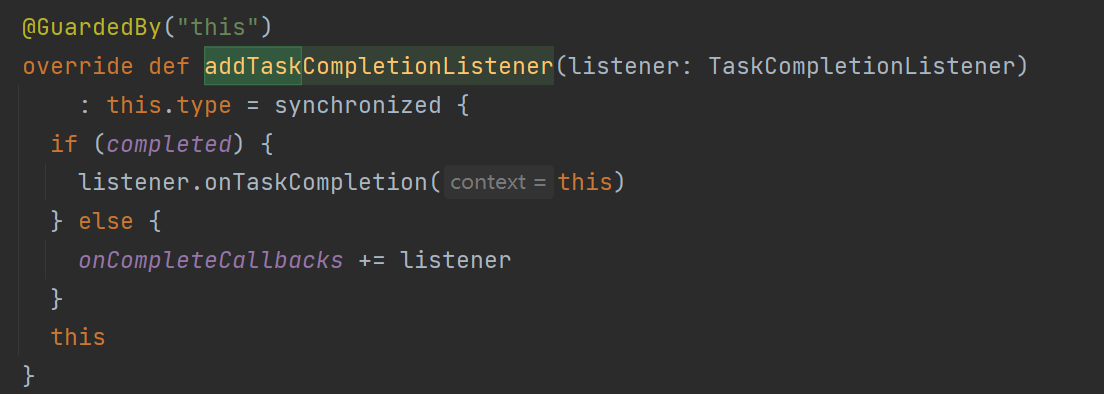 @GuardedBy("this")
override def addTaskCompletionListener(listener: TaskCompletionListener)
    : this.type = synchronized {
  if (completed) {
    listener.onTaskCompletion( context = this)
  } else {
    onCompleteCallbacks += listener
  }
  this
}